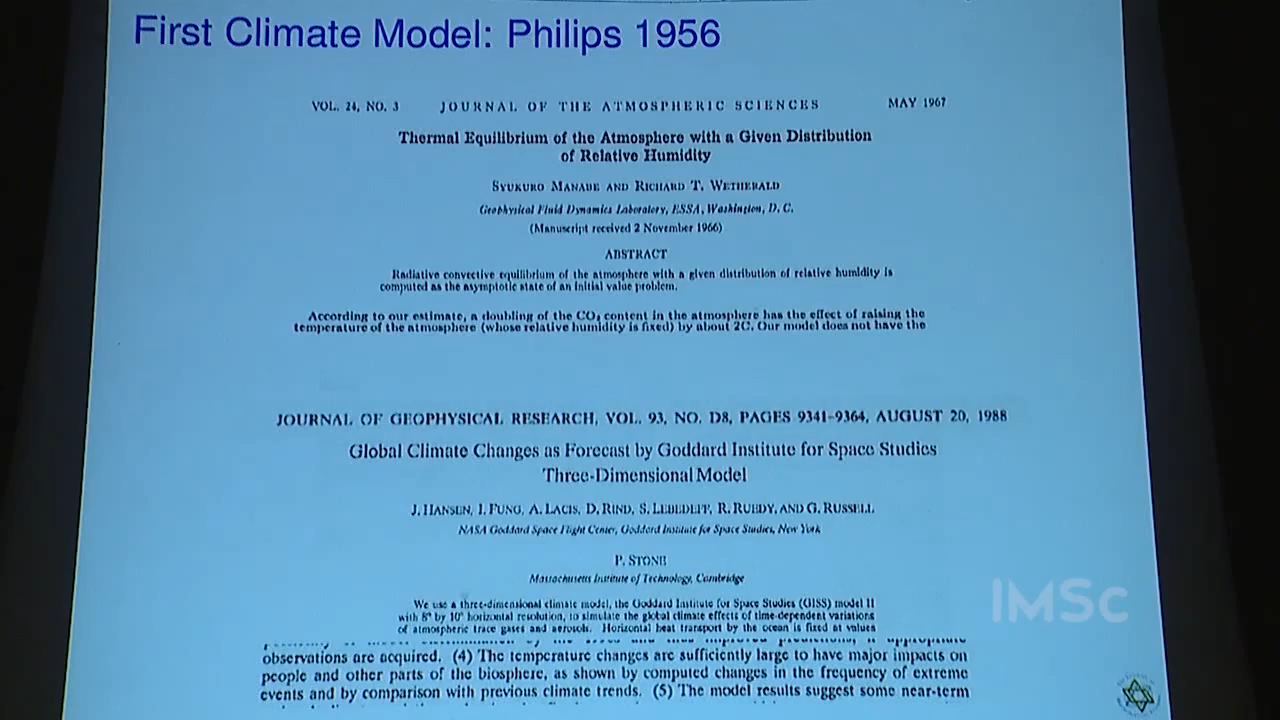 First Climate Model: Philips 1956
VOL. 24, NO. 3 JOURNAL OF THE ATMOSPHERIC SCIENCES MAY 1967
Thermal Equilibrium of the Atmosphere with a Given Distribution
of Relative Humidity
SYUKURO MANABE AND RICHARD T. WETHERALD
Geophysical Fluid Dynamics Laboratory, ESSA, Washington, D. C.
(Manuscript received 2 November 1966)
ABSTRACT
Radiative convective equilibrium of the atmosphere with a given distribution of relative humidity is
computed as the asymptotic state of an initial value problem.
According to our estimate, a doubling of the CO₂ content in the atmosphere has the effect of raising the
temperature of the atmosphere (whose relative humidity is fixed) by about 2C. Our model does not have the
JOURNAL OF GEOPHYSICAL RESEARCH, VOL. 93, NO. D8, PAGES 9341-9364, AUGUST 20, 1988
Global Climate Changes as Forecast by Goddard Institute for Space Studies
Three-Dimensional Model
J. HANSEN, I. FUNG, A. LACIS, D. RIND, S. LEBEDEFF, R. RUEDY, AND G. RUSSELL
NASA Goddard Space Flight Center, Goddard Institute for Space Studies, New York
P. STONE
Massachusetts Institute of Technology, Cambridge
We use a three-dimensional climate model, the Goddard Institute for Space Studies (GISS) model II
with 8° by 10° horizontal resolution, to simulate the global climate effects of time-dependent variations
of atmospheric trace gases and aerosols. Horizontal heat transport by the ocean is fixed at values
observations are acquired. (4) The temperature changes are sufficiently large to have major impacts on
people and other parts of the biosphere, as shown by computed changes in the frequency of extreme
events and by comparison with previous climate trends. (5) The model results suggest some near-term
IMSc